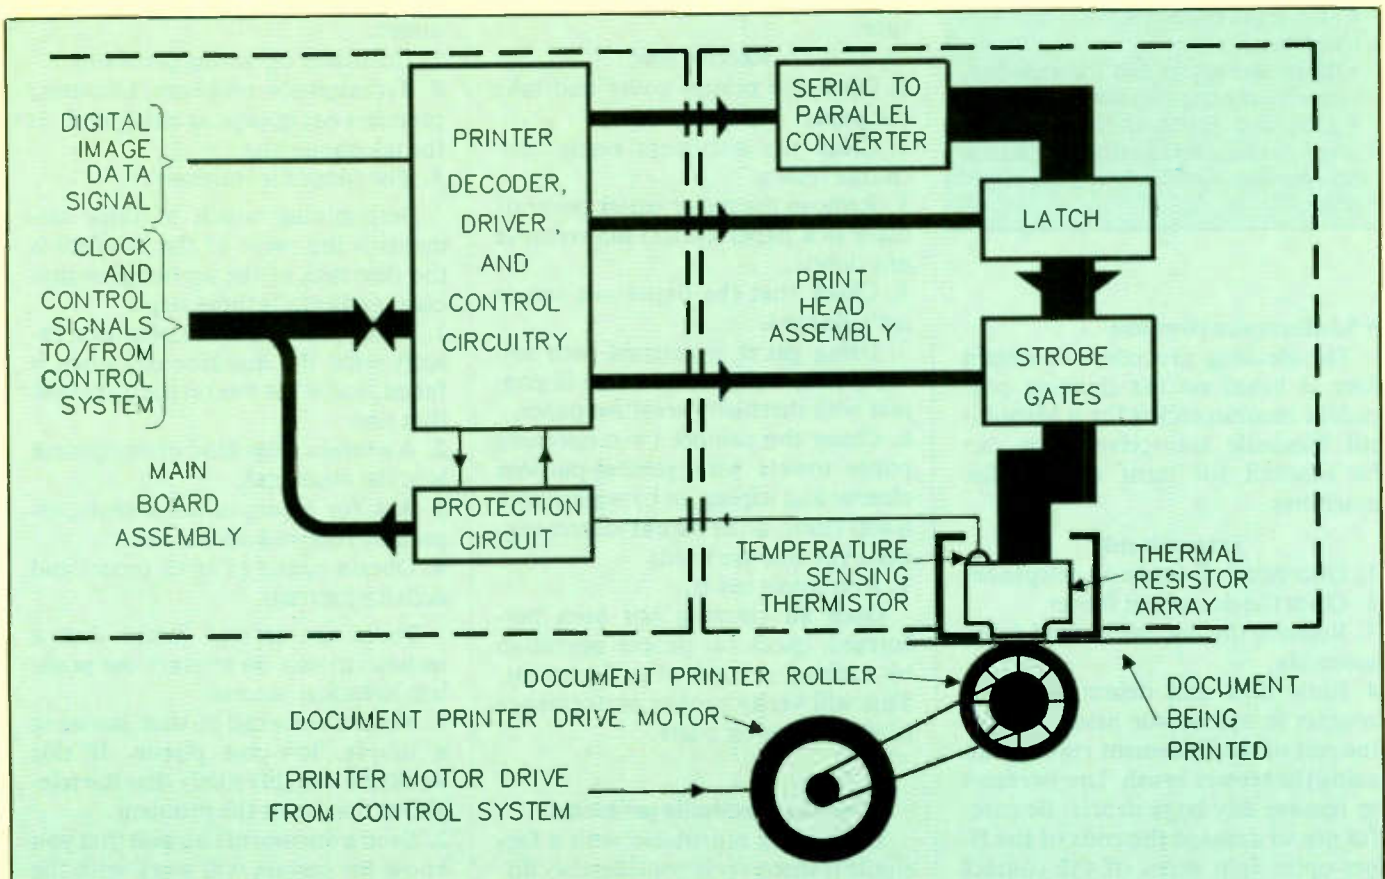 DIGITAL
IMAGE
DATA
SIGNAL
CLOCK
AND
CONTROL
SIGNALS
TO/FROM
CONTROL
SYSTEM
MAIN
BOARD
ASSEMBLY
PRINTER
DECODER,
DRIVER,
AND
CONTROL
CIRCUITRY
PROTECTION
CIRCUIT
SERIAL TO
PARALLEL
CONVERTER
LATCH
PRINT
HEAD
ASSEMBLY
STROBE
GATES
TEMPERATURE
SENSING
THERMISTOR
THERMAL
RESISTOR
ARRAY
DOCUMENT PRINTER ROLLER
DOCUMENT PRINTER DRIVE MOTOR
PRINTER MOTOR DRIVE
FROM CONTROL SYSTEM
DOCUMENT
BEING
PRINTED